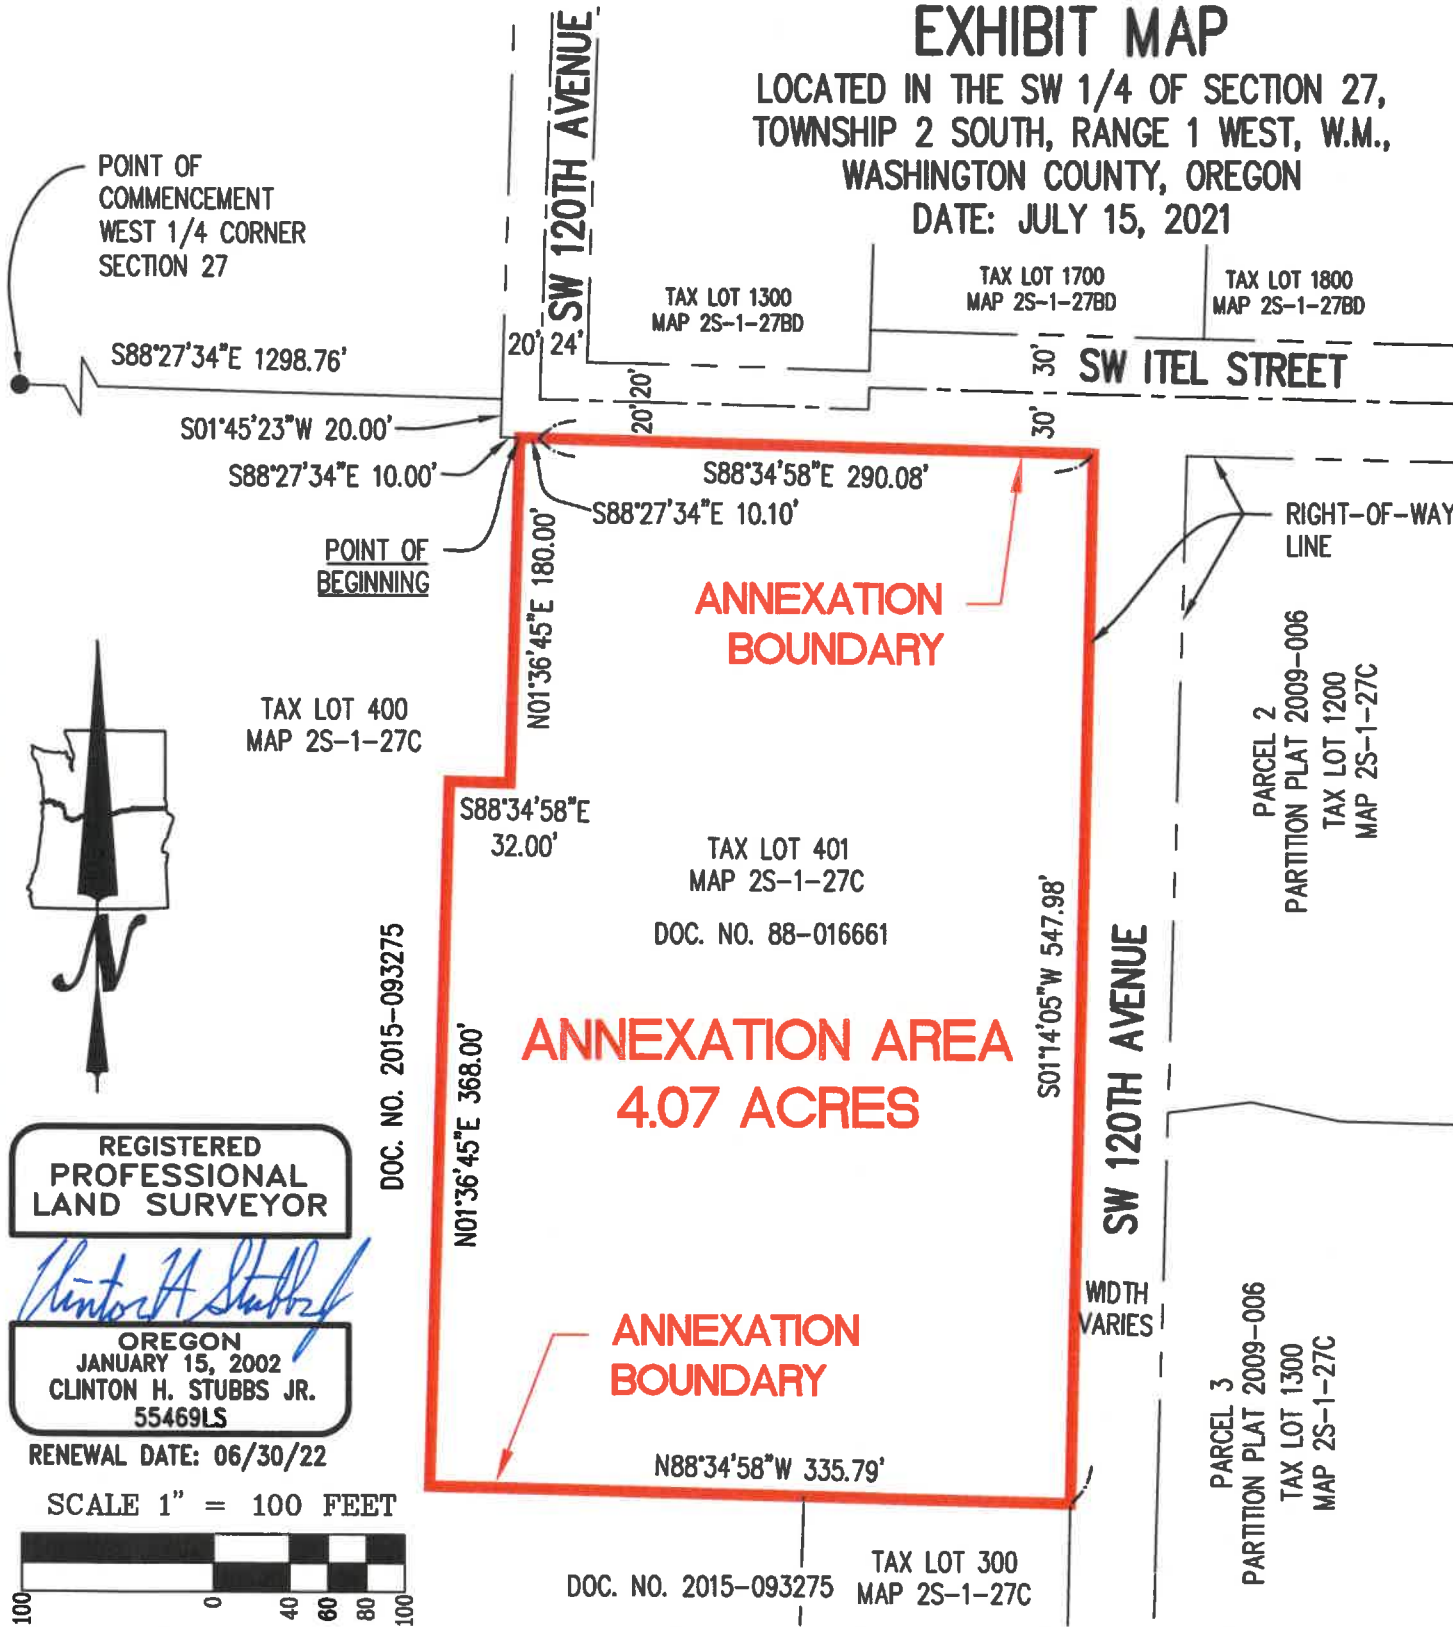 EXHIBIT MAP
LOCATED IN THE SW 1/4 OF SECTION 27,
TOWNSHIP 2 SOUTH, RANGE 1 WEST, W.M.,
WASHINGTON COUNTY, OREGON
DATE: JULY 15, 2021
SW 120TH AVENUE
POINT OF
COMMENCEMENT
WEST 1/4 CORNER
SECTION 27
TAX LOT 1300
MAP 2S-1-27BD
TAX LOT 1700
MAP 2S-1-27BD
TAX LOT 1800
MAP 2S-1-27BD
S88°27'34"E 1298.76'
20' 24'
20' 20'
30'
30'
SW ITEL STREET
S01°45'23"W 20.00'
S88°27'34"E 10.00'
S88°34'58"E 290.08'
S88°27'34"E 10.10'
POINT OF
BEGINNING
RIGHT-OF-WAY
LINE
N01°36'45"E 180.00'
ANNEXATION
BOUNDARY
TAX LOT 400
MAP 2S-1-27C
PARCEL 2
PARTITION PLAT 2009-006
TAX LOT 1200
MAP 2S-1-27C
S88°34'58"E
32.00'
TAX LOT 401
MAP 2S-1-27C
DOC. NO. 88-016661
N
DOC. NO. 2015-093275
N01°36'45"E 368.00'
ANNEXATION AREA
4.07 ACRES
S01°14'05"W 547.98'
SW 120TH AVENUE
WIDTH
VARIES
REGISTERED
PROFESSIONAL
LAND SURVEYOR
Clinton H Stubbs Jr
OREGON
JANUARY 15, 2002
CLINTON H. STUBBS JR.
55469LS
RENEWAL DATE: 06/30/22
ANNEXATION
BOUNDARY
N88°34'58"W 335.79'
PARCEL 3
PARTITION PLAT 2009-006
TAX LOT 1300
MAP 2S-1-27C
SCALE 1" = 100 FEET
100 0 40 60 80 100
DOC. NO. 2015-093275
TAX LOT 300
MAP 2S-1-27C